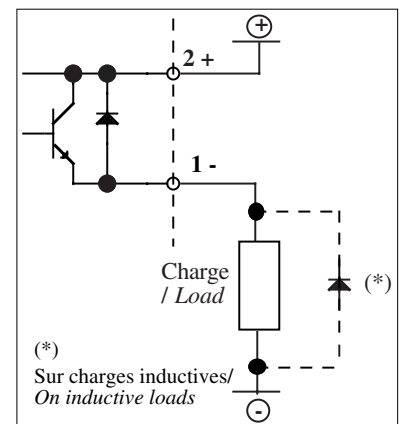 +
2 +
1 -
Charge
/ Load
(*)
(*)
Sur charges inductives/
On inductive loads
-